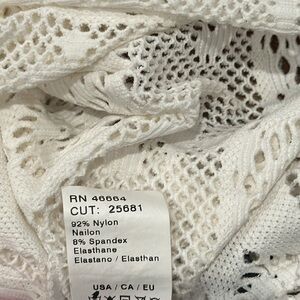 RN 46664
CUT: 25681
92% Nylon
Nailon
8% Spandex
Elasthane
Elastano / Elasthan
USA / CA / EU